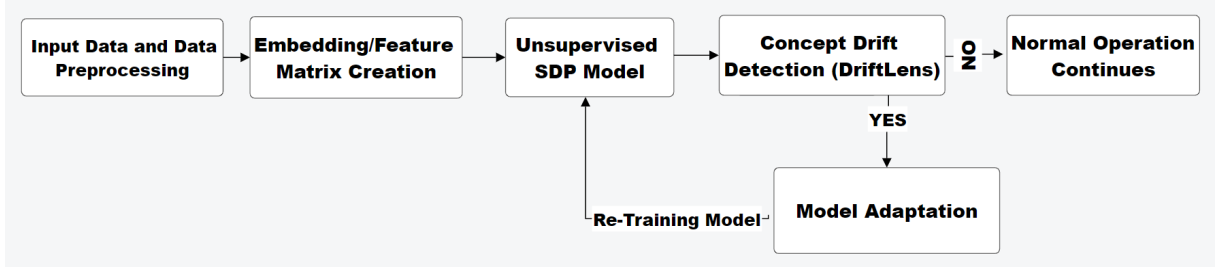 Input Data and Data
Preprocessing
Embedding/Feature
Matrix Creation
Unsupervised
SDP Model
Concept Drift
Detection (DriftLens)
NO
Normal Operation
Continues
YES
Model Adaptation
Re-Training Model